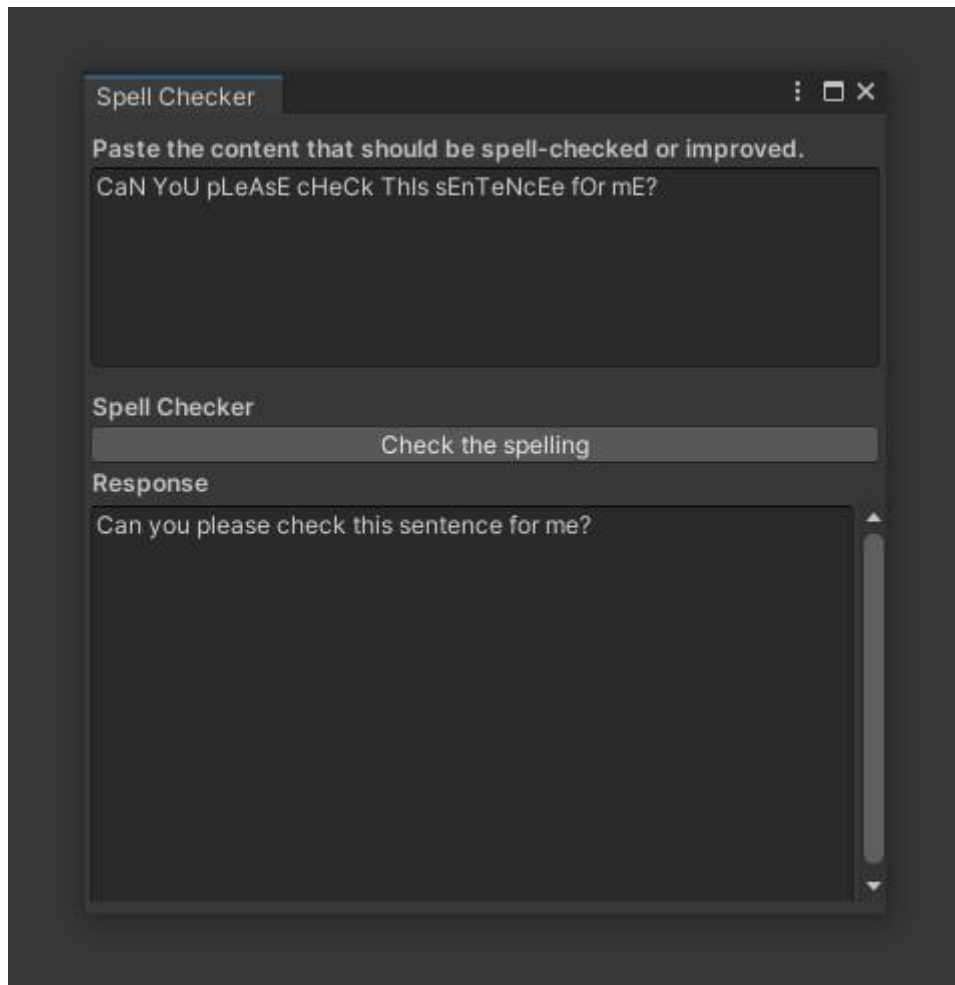 Spell Checker
Paste the content that should be spell-checked or improved.
CaN YoU pLeAsE cHeCk ThIs sEnTeNcEe fOr mE?
Spell Checker
Check the spelling
Response
Can you please check this sentence for me?